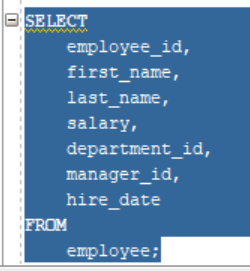 SELECT
employee_id,
first_name,
last_name,
salary,
department_id,
manager_id,
hire_date
FROM
employee;